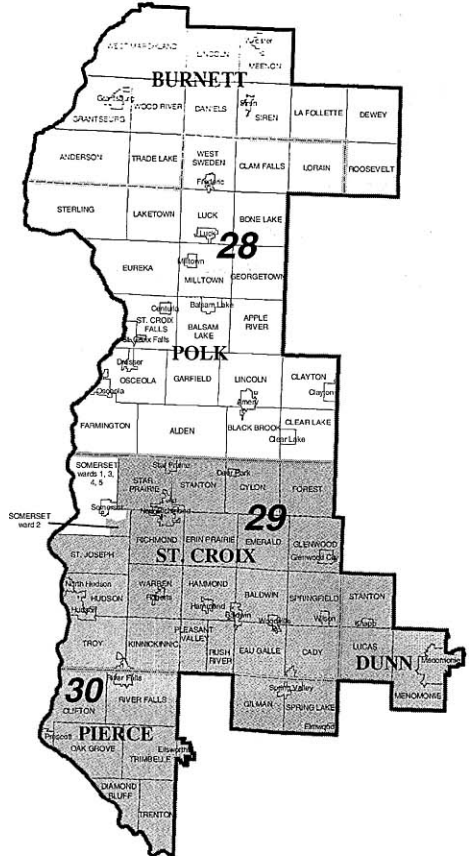 WEST MARSHLAND
LINCOLN
Webster
MEENON
BURNETT
Grantsburg
WOOD RIVER
DANIELS
Siren
SIREN
LA FOLLETTE
DEWEY
GRANTSBURG
ANDERSON
TRADE LAKE
WEST
SWEDEN
CLAM FALLS
LORAIN
ROOSEVELT
Frederic
STERLING
LAKETOWN
LUCK
BONE LAKE
Luck
28
EUREKA
Milltown
MILLTOWN
GEORGETOWN
Centuria
Balsam Lake
ST. CROIX
FALLS
BALSAM
LAKE
APPLE
RIVER
St. Croix Falls
POLK
Dresser
OSCEOLA
GARFIELD
LINCOLN
CLAYTON
Osceola
Amery
Clayton
FARMINGTON
ALDEN
BLACK BROOK
CLEAR LAKE
Clear Lake
SOMERSET
wards 1, 3,
4, 5
Star Prairie
Deer Park
STAR
PRAIRIE
STANTON
CYLON
FOREST
Somerset
New Richmond
SOMERSET
ward 2
29
RICHMOND
ERIN PRAIRIE
EMERALD
GLENWOOD
Glenwood City
ST. JOSEPH
ST. CROIX
North Hudson
HUDSON
Hudson
WARREN
Roberts
HAMMOND
Hammond
BALDWIN
Baldwin
Woodville
SPRINGFIELD
Wilson
STANTON
Knapp
TROY
KINNICKINNIC
PLEASANT
VALLEY
RUSH
RIVER
EAU GALLE
CADY
LUCAS
DUNN
Menomonie
MENOMONIE
River Falls
30
CLIFTON
RIVER FALLS
Spring Valley
GILMAN
SPRING LAKE
Elmwood
PIERCE
Prescott
OAK GROVE
Ellsworth
TRIMBELLE
DIAMOND
BLUFF
TRENTON